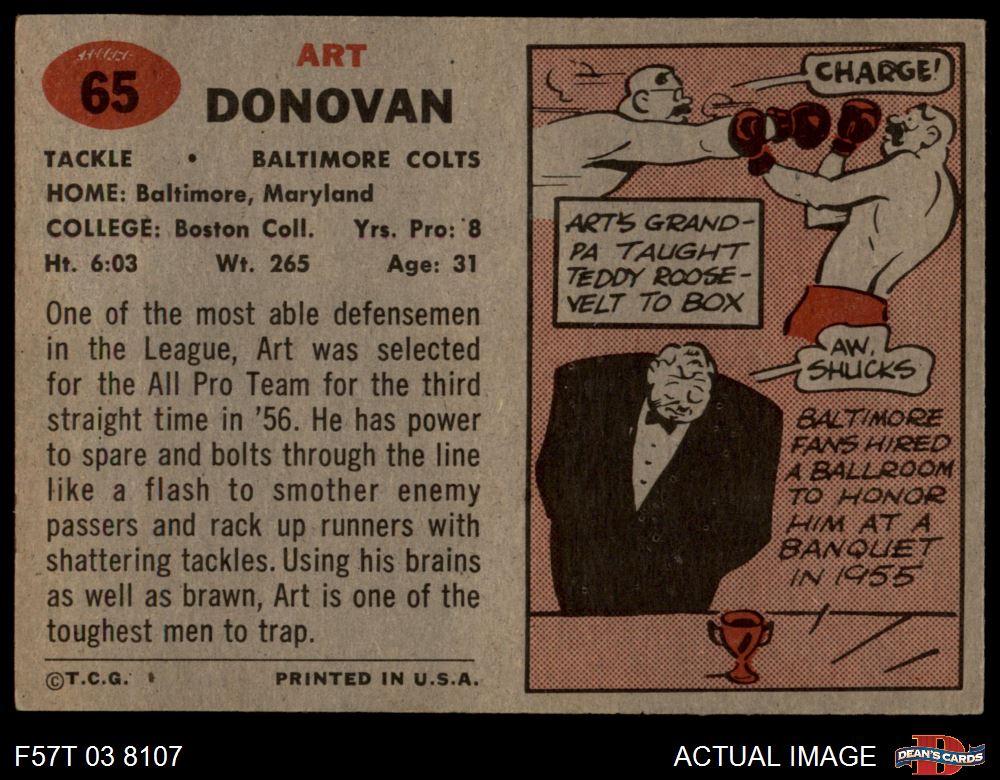 65
ART
DONOVAN
TACKLE • BALTIMORE COLTS
HOME: Baltimore, Maryland
COLLEGE: Boston Coll. Yrs. Pro: 8
Ht. 6:03 Wt. 265 Age: 31
One of the most able defensemen
in the League, Art was selected
for the All Pro Team for the third
straight time in '56. He has power
to spare and bolts through the line
like a flash to smother enemy
passers and rack up runners with
shattering tackles. Using his brains
as well as brawn, Art is one of the
toughest men to trap.
©T.C.G. PRINTED IN U.S.A.
CHARGE!
ART'S GRAND-
PA TAUGHT
TEDDY ROOSE-
VELT TO BOX
AW,
SHUCKS
BALTIMORE
FANS HIRED
A BALLROOM
TO HONOR
HIM AT A
BANQUET
IN 1955
F57T 03 8107
ACTUAL IMAGE
D
DEAN'S CARDS